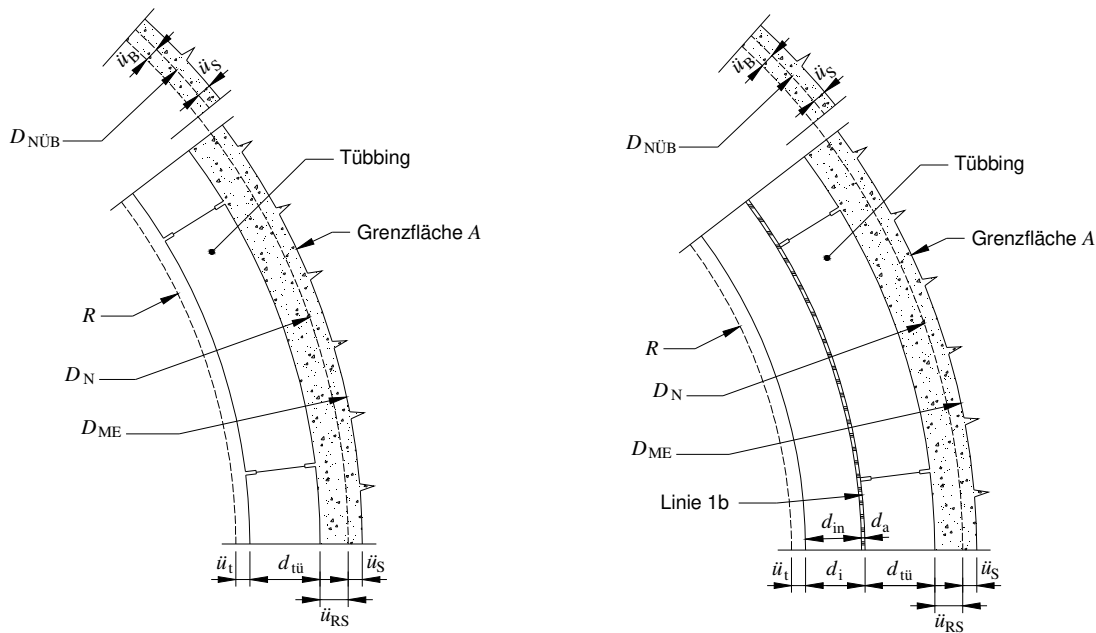 ü_B
ü_S
D_NÜB
Tübbing
Grenzfläche A
R
D_N
D_ME
ü_t
d_tü
ü_S
ü_RS
ü_B
ü_S
D_NÜB
Tübbing
Grenzfläche A
R
D_N
D_ME
Linie 1b
d_in
d_a
ü_t
d_i
d_tü
ü_S
ü_RS